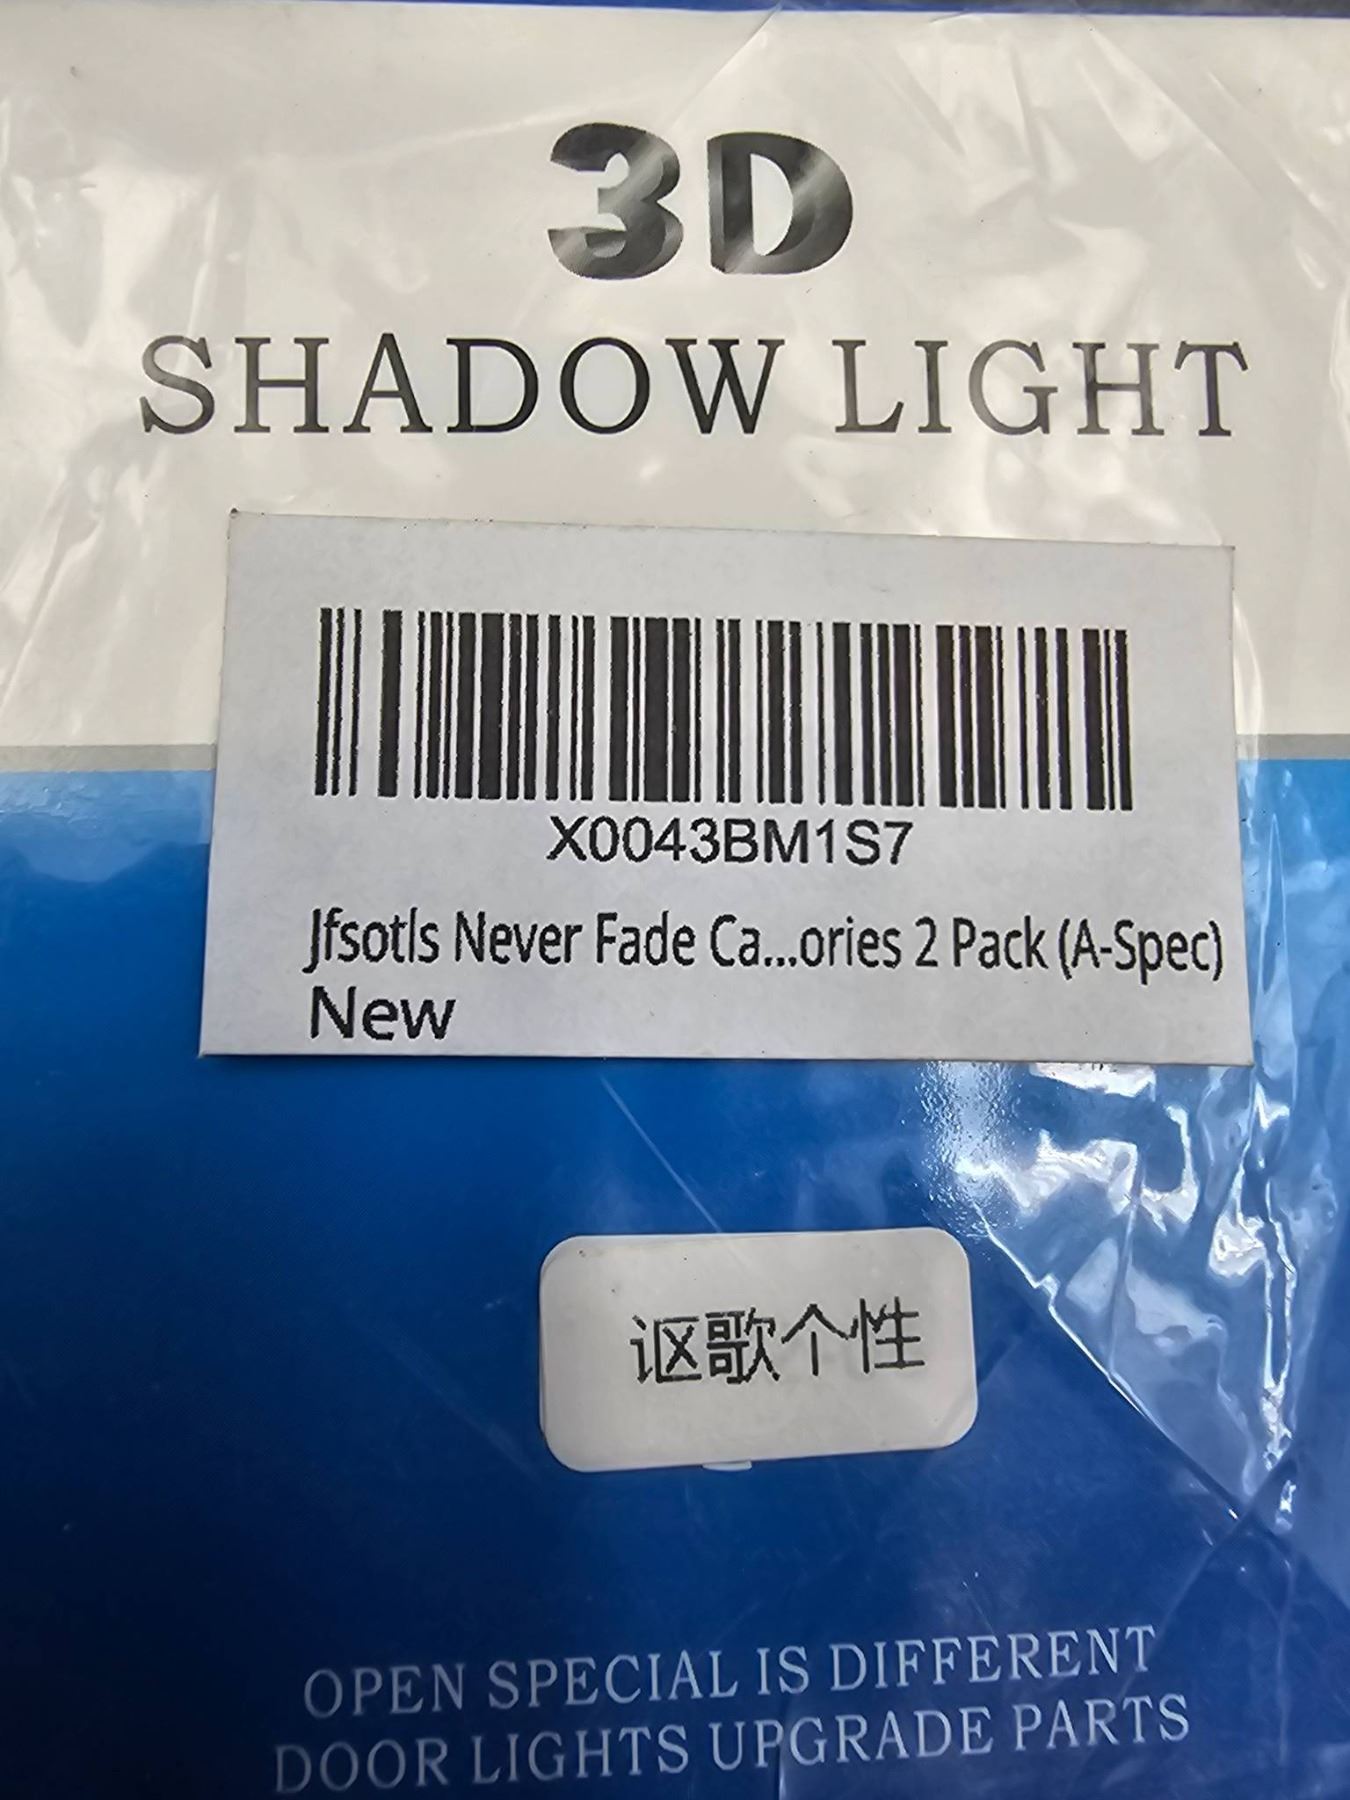 3D
SHADOW LIGHT
X0043BM1S7
Jfsotls Never Fade Ca...ories 2 Pack (A-Spec)
New
讴歌个性
OPEN SPECIAL IS DIFFERENT
DOOR LIGHTS UPGRADE PARTS